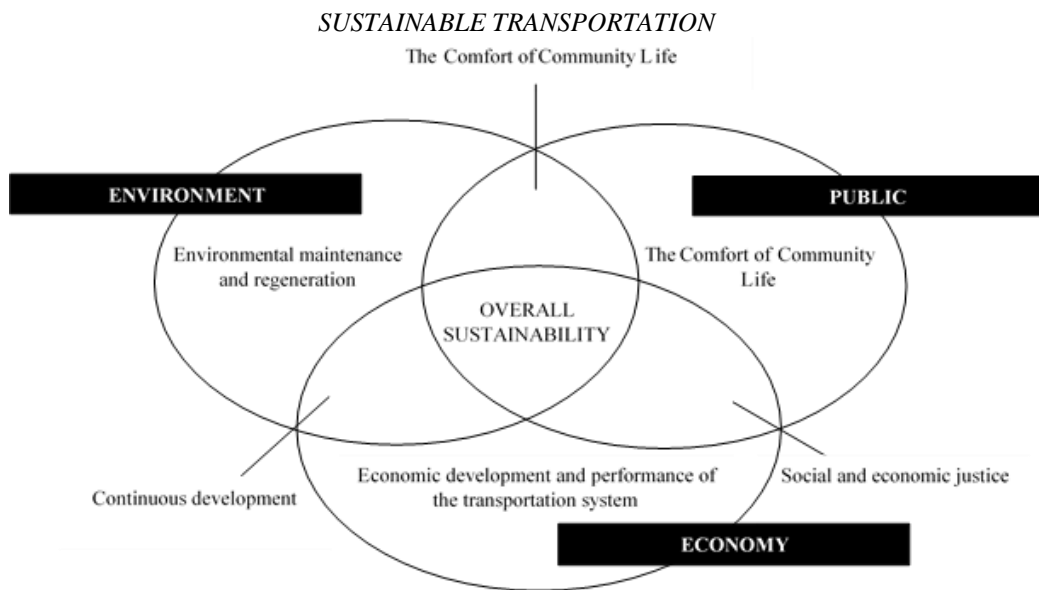 SUSTAINABLE TRANSPORTATION
The Comfort of Community Life
ENVIRONMENT
PUBLIC
Environmental maintenance
and regeneration
The Comfort of Community
Life
OVERALL
SUSTAINABILITY
Economic development and performance of
the transportation system
Social and economic justice
Continuous development
ECONOMY